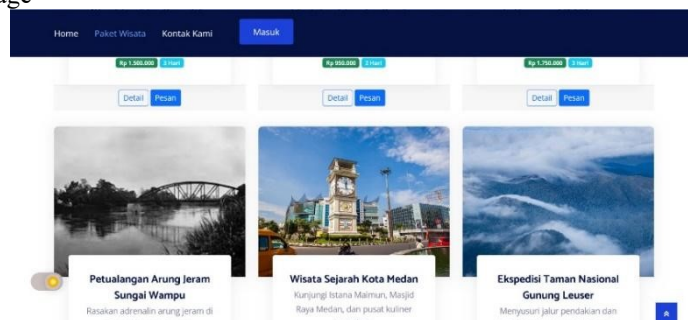 age
Home Paket Wisata Kontak Kami Masuk
Rp 1.500.000 3 Hari Rp 950.000 2 Hari Rp 1.750.000 3 Hari
Detail Pesan Detail Pesan Detail Pesan
Petualangan Arung Jeram
Sungai Wampu
Rasakan adrenalin arung jeram di
Wisata Sejarah Kota Medan
Kunjungi Istana Maimun, Masjid
Raya Medan, dan pusat kuliner
Ekspedisi Taman Nasional
Gunung Leuser
Menyusuri jalur pendakian dan